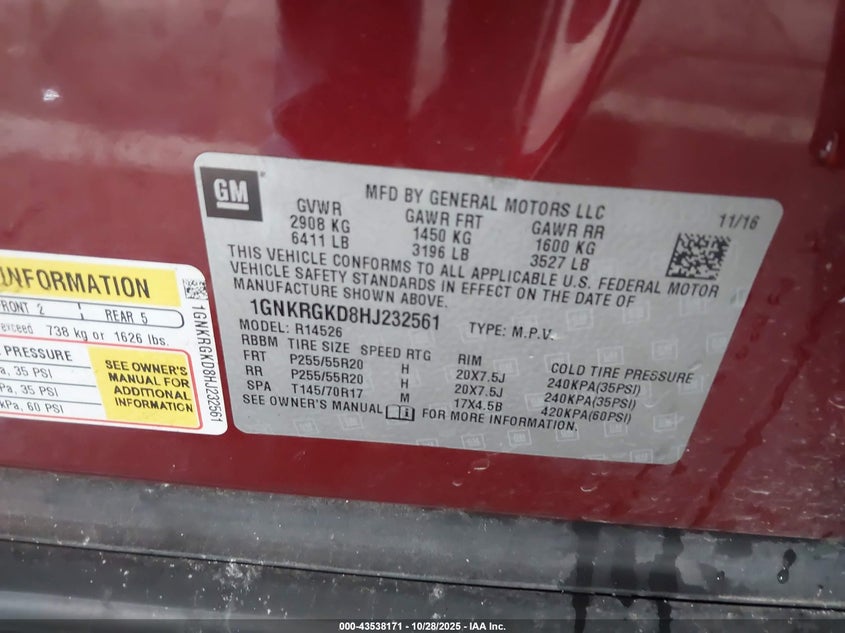 GM
MFD BY GENERAL MOTORS LLC
11/16
GVWR GAWR FRT GAWR RR
2908 KG 1450 KG 1600 KG
6411 LB 3196 LB 3527 LB
THIS VEHICLE CONFORMS TO ALL APPLICABLE U.S. FEDERAL MOTOR
VEHICLE SAFETY STANDARDS IN EFFECT ON THE DATE OF
MANUFACTURE SHOWN ABOVE.
1GNKRGKD8HJ232561
MODEL: R14526 TYPE: M.P.V.
RBBM TIRE SIZE SPEED RTG RIM COLD TIRE PRESSURE
FRT P255/55R20 H 20X7.5J 240KPA(35PSI)
RR P255/55R20 H 20X7.5J 240KPA(35PSI)
SPA T145/70R17 M 17X4.5B 420KPA(60PSI)
SEE OWNER'S MANUAL FOR MORE INFORMATION.
INFORMATION
FRONT 2 REAR 5
exceed 738 kg or 1626 lbs.
PRESSURE
35 PSI
35 PSI
kPa, 60 PSI
SEE OWNER'S
MANUAL FOR
ADDITIONAL
INFORMATION
1GNKRGKD8HJ232561
000-43538171 - 10/28/2025 - IAA Inc.